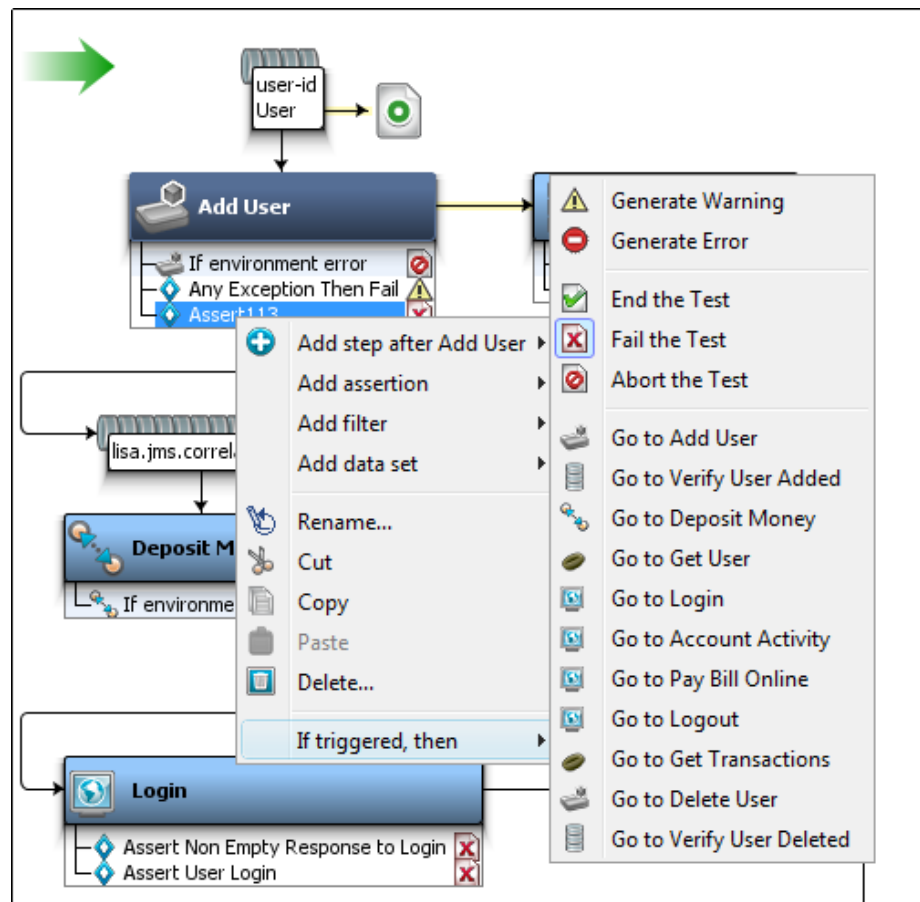 user-id
User
Add User
If environment error
Any Exception Then Fail
Assert113
lisa.jms.correl
Deposit M
If environme
Login
Assert Non Empty Response to Login
Assert User Login
Add step after Add User
Add assertion
Add filter
Add data set
Rename...
Cut
Copy
Paste
Delete...
If triggered, then
Generate Warning
Generate Error
End the Test
Fail the Test
Abort the Test
Go to Add User
Go to Verify User Added
Go to Deposit Money
Go to Get User
Go to Login
Go to Account Activity
Go to Pay Bill Online
Go to Logout
Go to Get Transactions
Go to Delete User
Go to Verify User Deleted